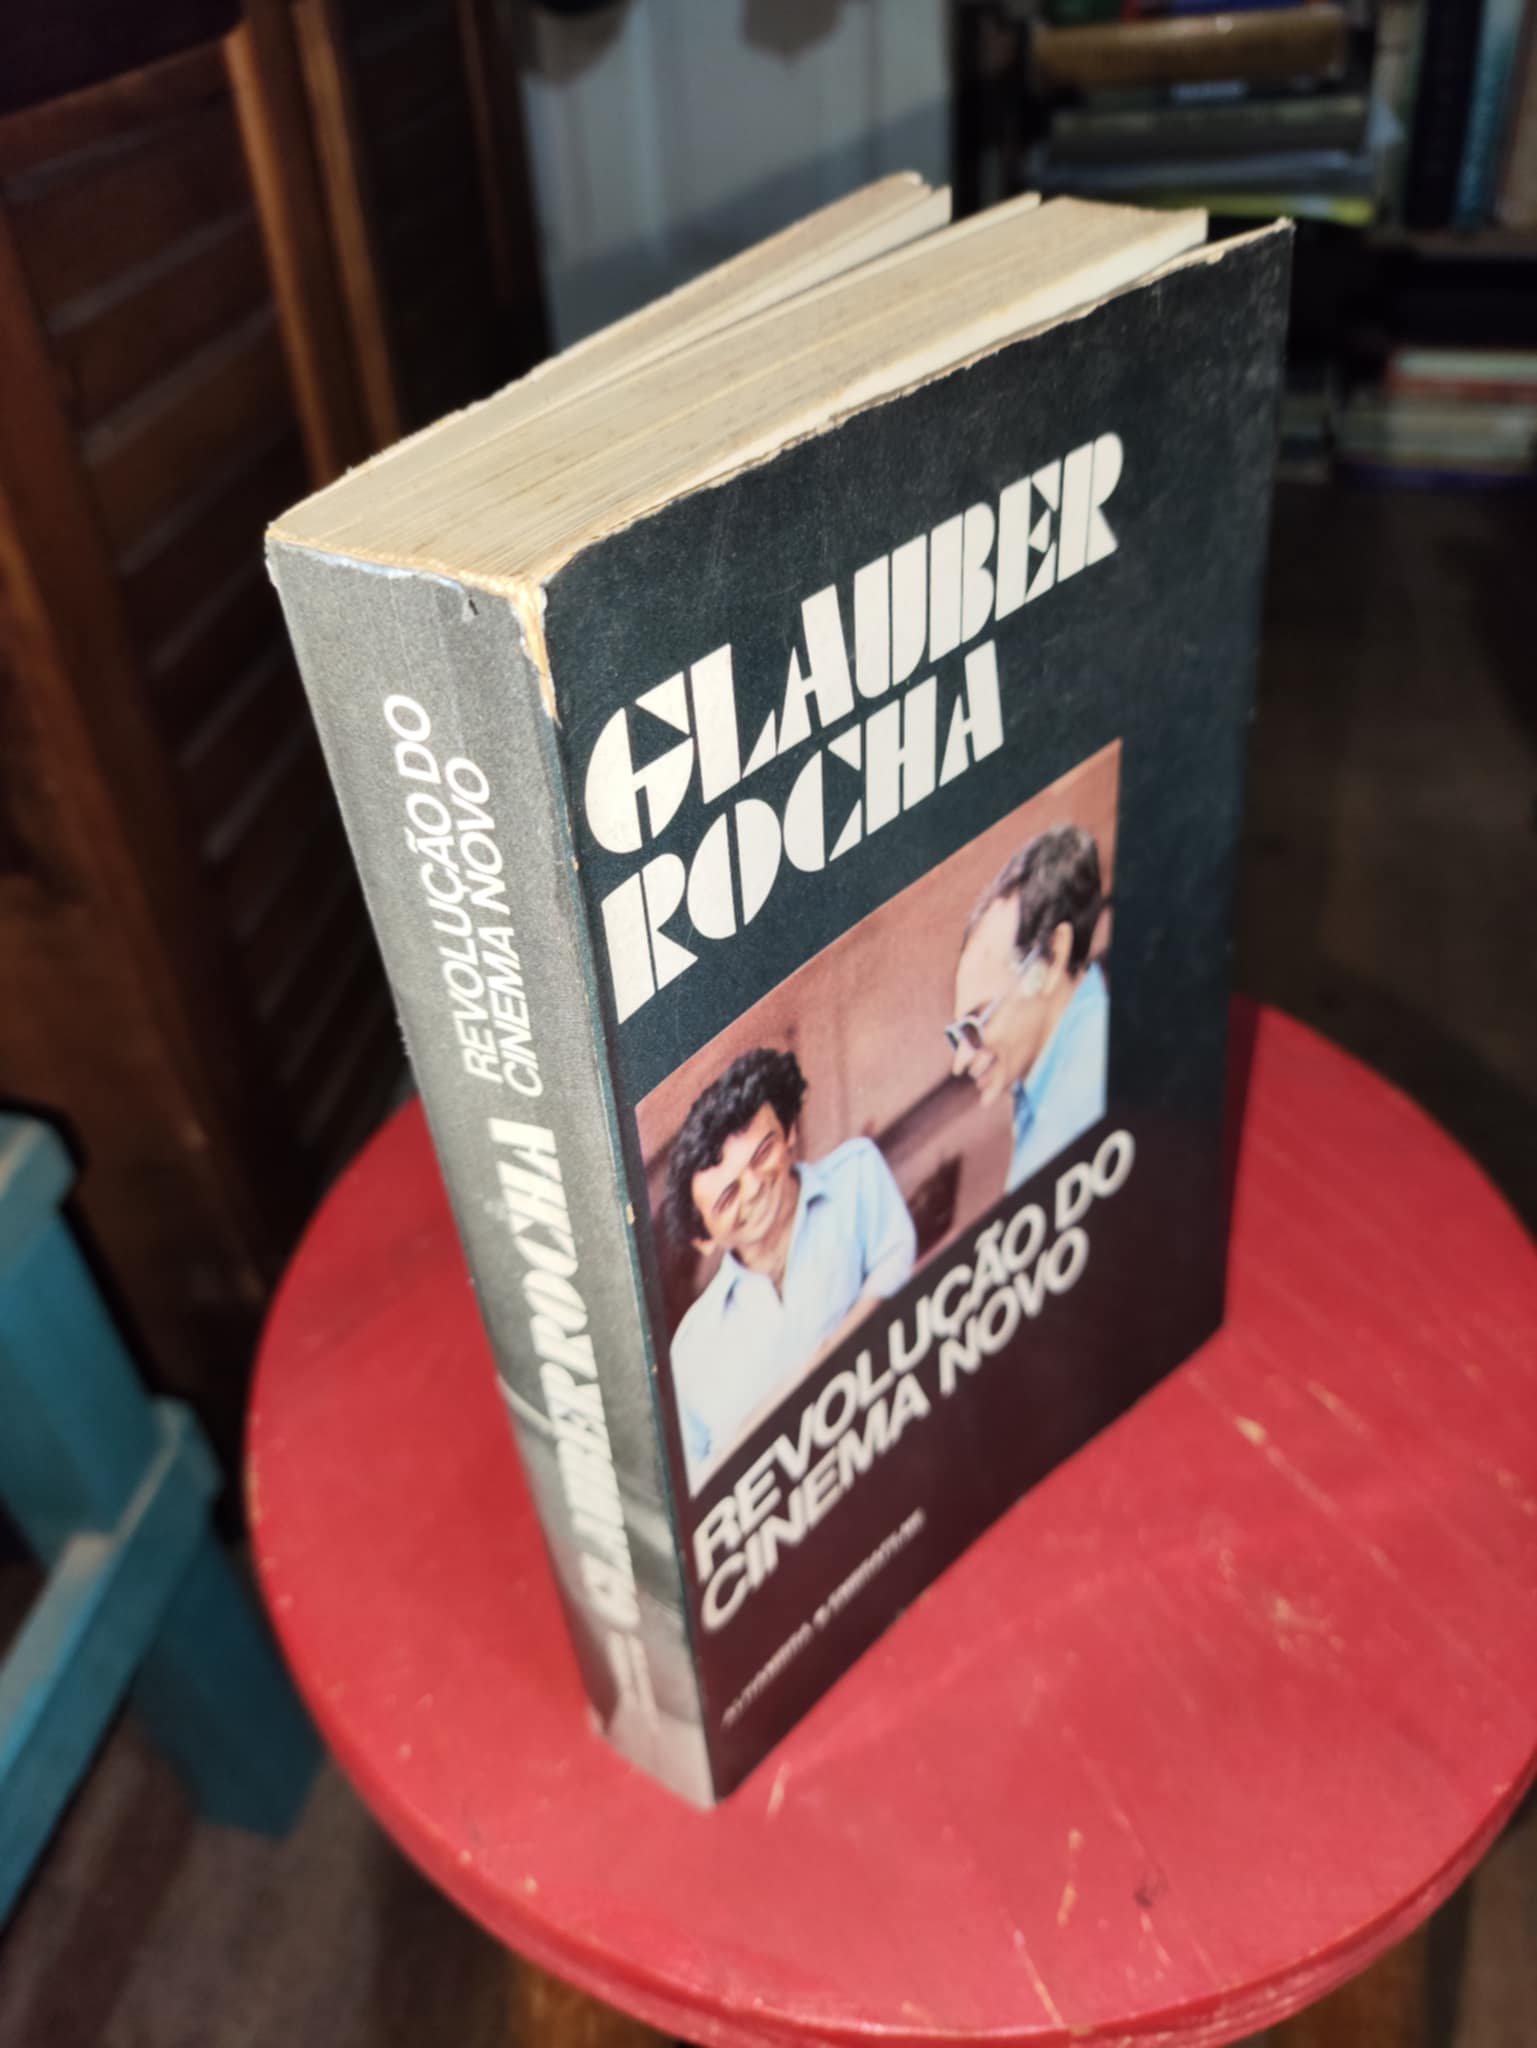 REVOLUÇÃO DO
CINEMA NOVO
GLAUBER ROCHA
GLAUBER
ROCHA
REVOLUÇÃO DO
CINEMA NOVO